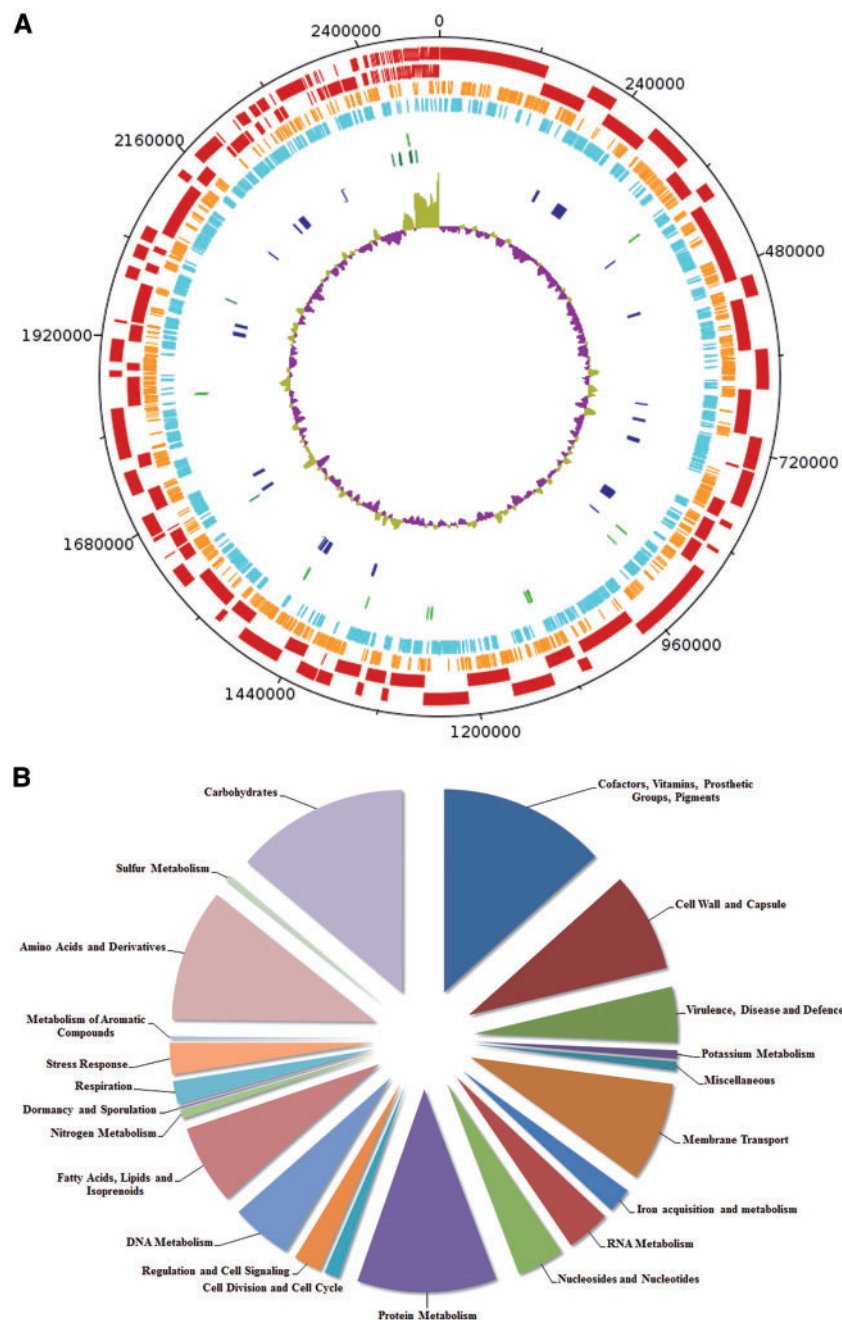 A
0
240000
480000
720000
960000
1200000
1440000
1680000
1920000
2160000
2400000
B
Cofactors, Vitamins, Prosthetic
Groups, Pigments
Cell Wall and Capsule
Virulence, Disease and Defence
Potassium Metabolism
Miscellaneous
Membrane Transport
Iron acquisition and metabolism
RNA Metabolism
Nucleosides and Nucleotides
Protein Metabolism
Cell Division and Cell Cycle
Regulation and Cell Signaling
DNA Metabolism
Fatty Acids, Lipids and
Isoprenoids
Nitrogen Metabolism
Dormancy and Sporulation
Respiration
Stress Response
Metabolism of Aromatic
Compounds
Amino Acids and Derivatives
Sulfur Metabolism
Carbohydrates